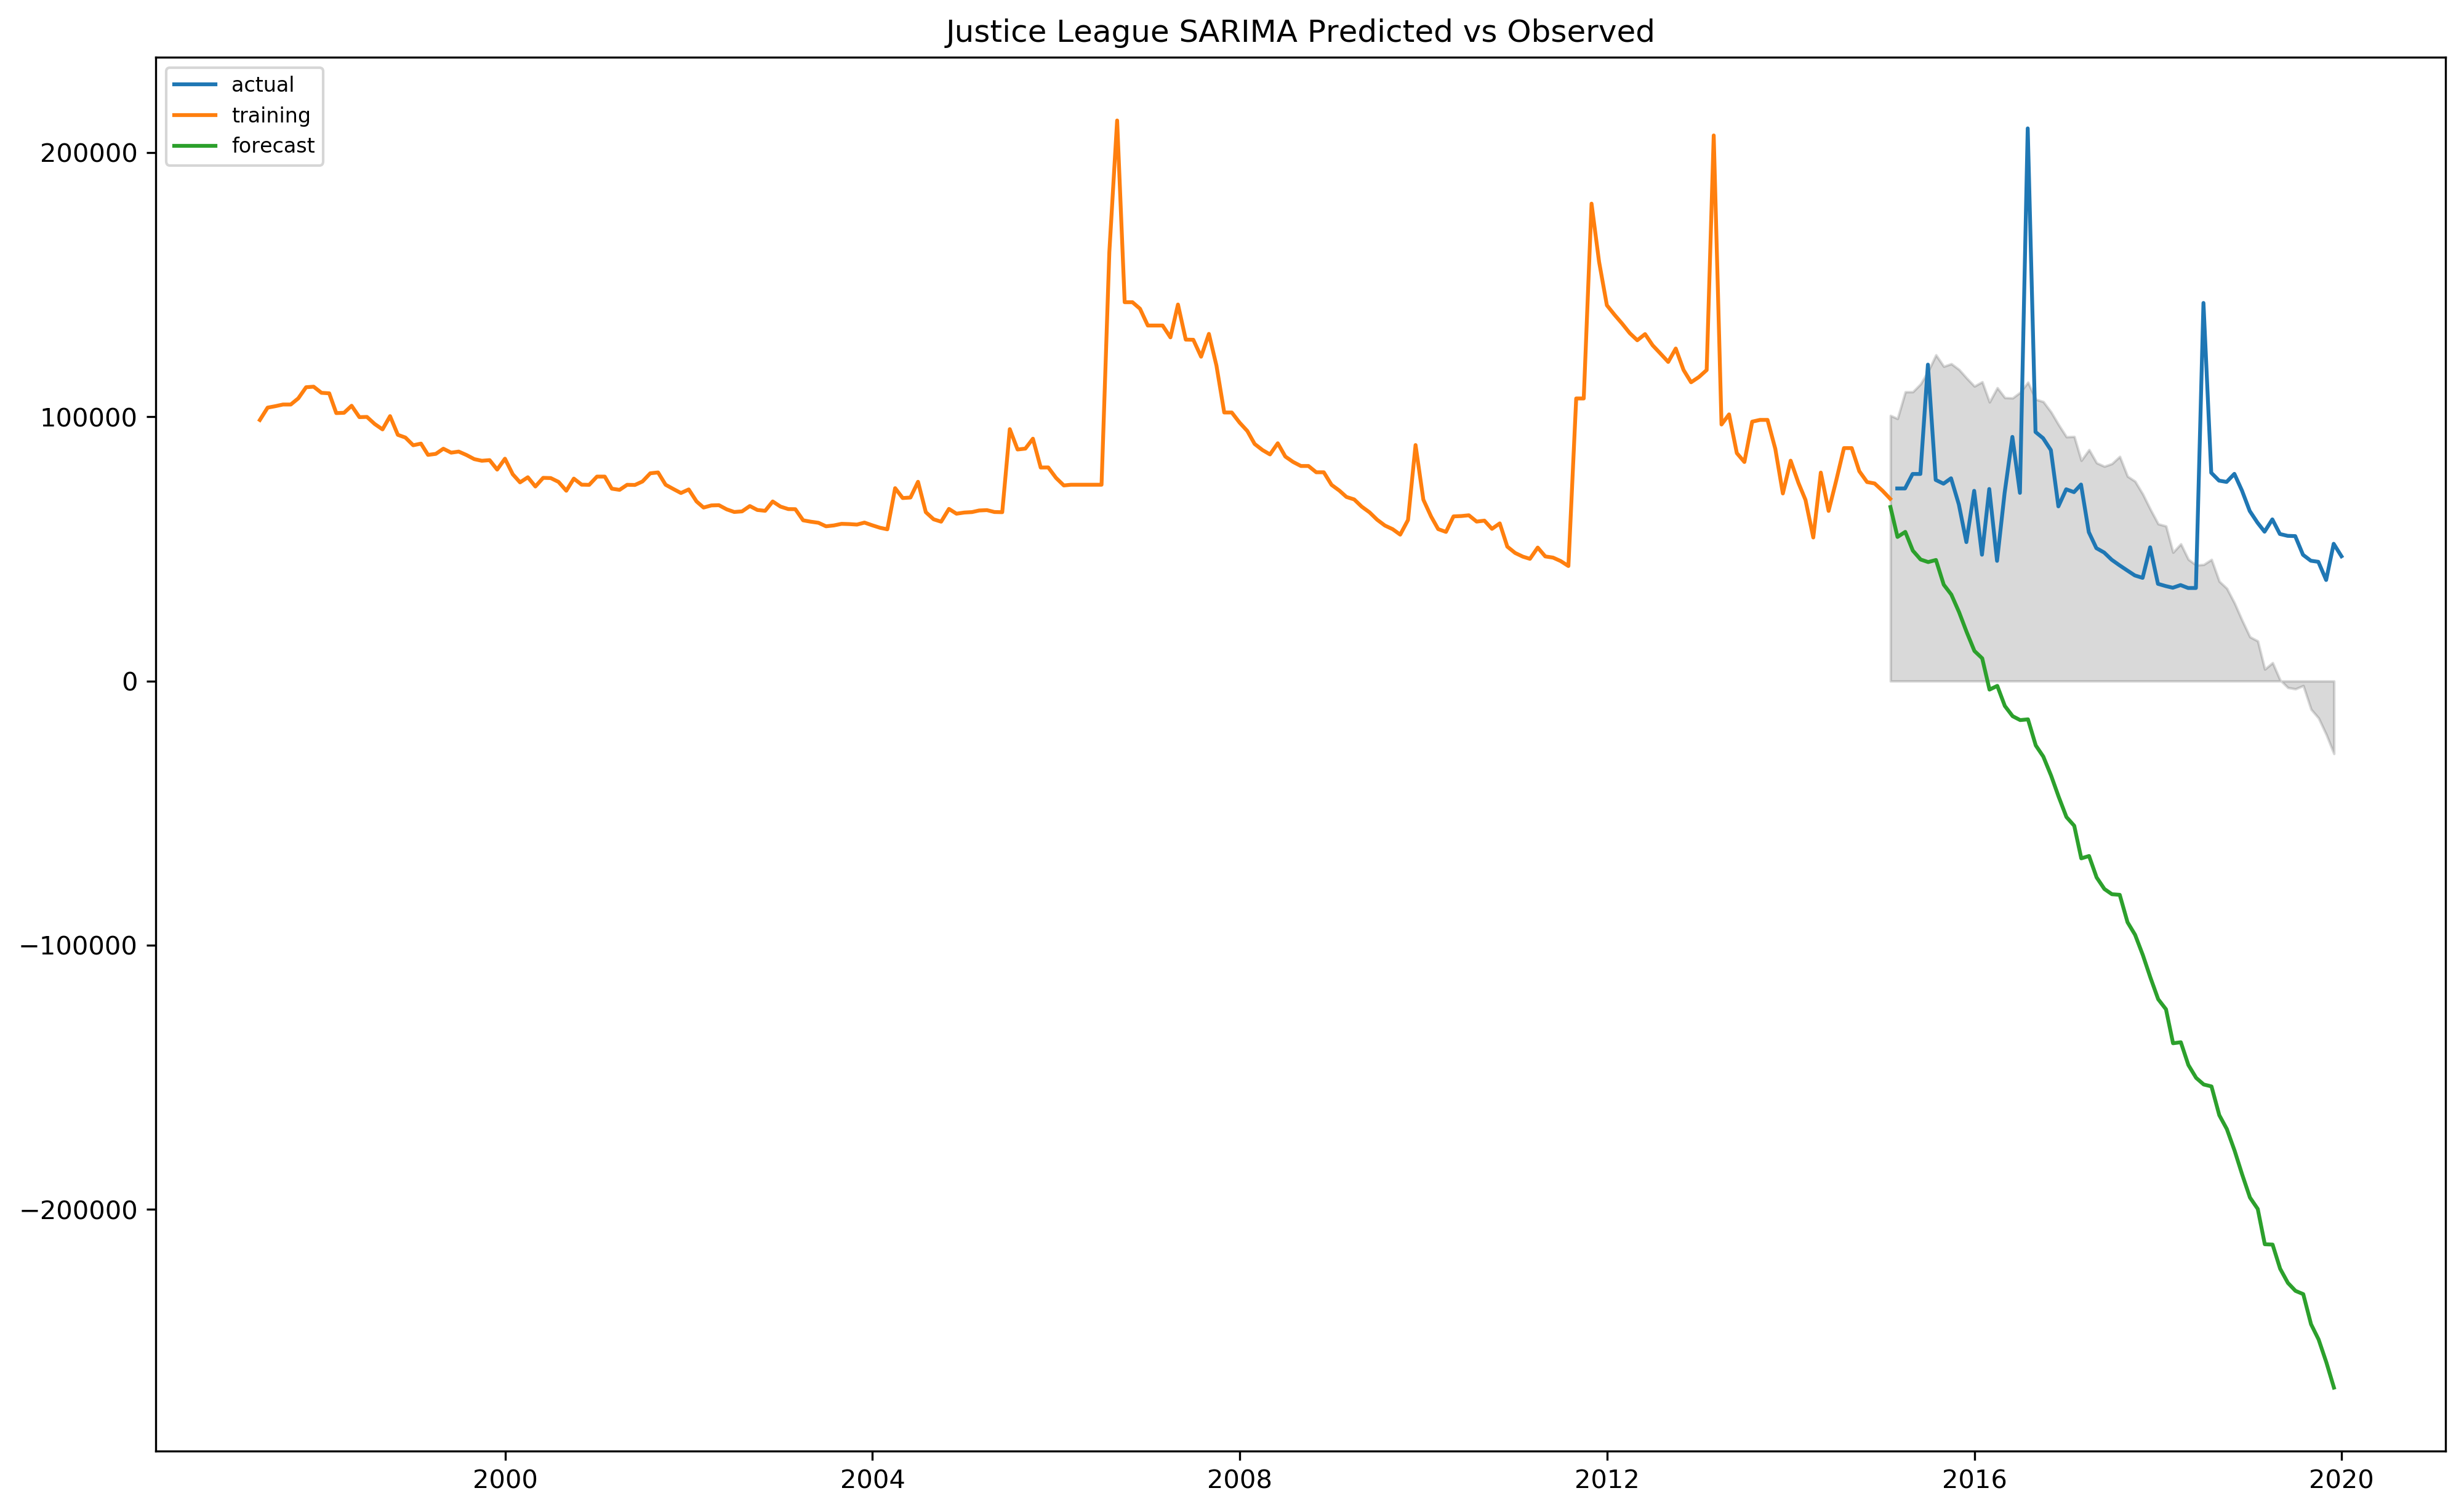 Justice League SARIMA Predicted vs Observed
actual
training
forecast
200000
100000
0
−100000
−200000
2000 2004 2008 2012 2016 2020